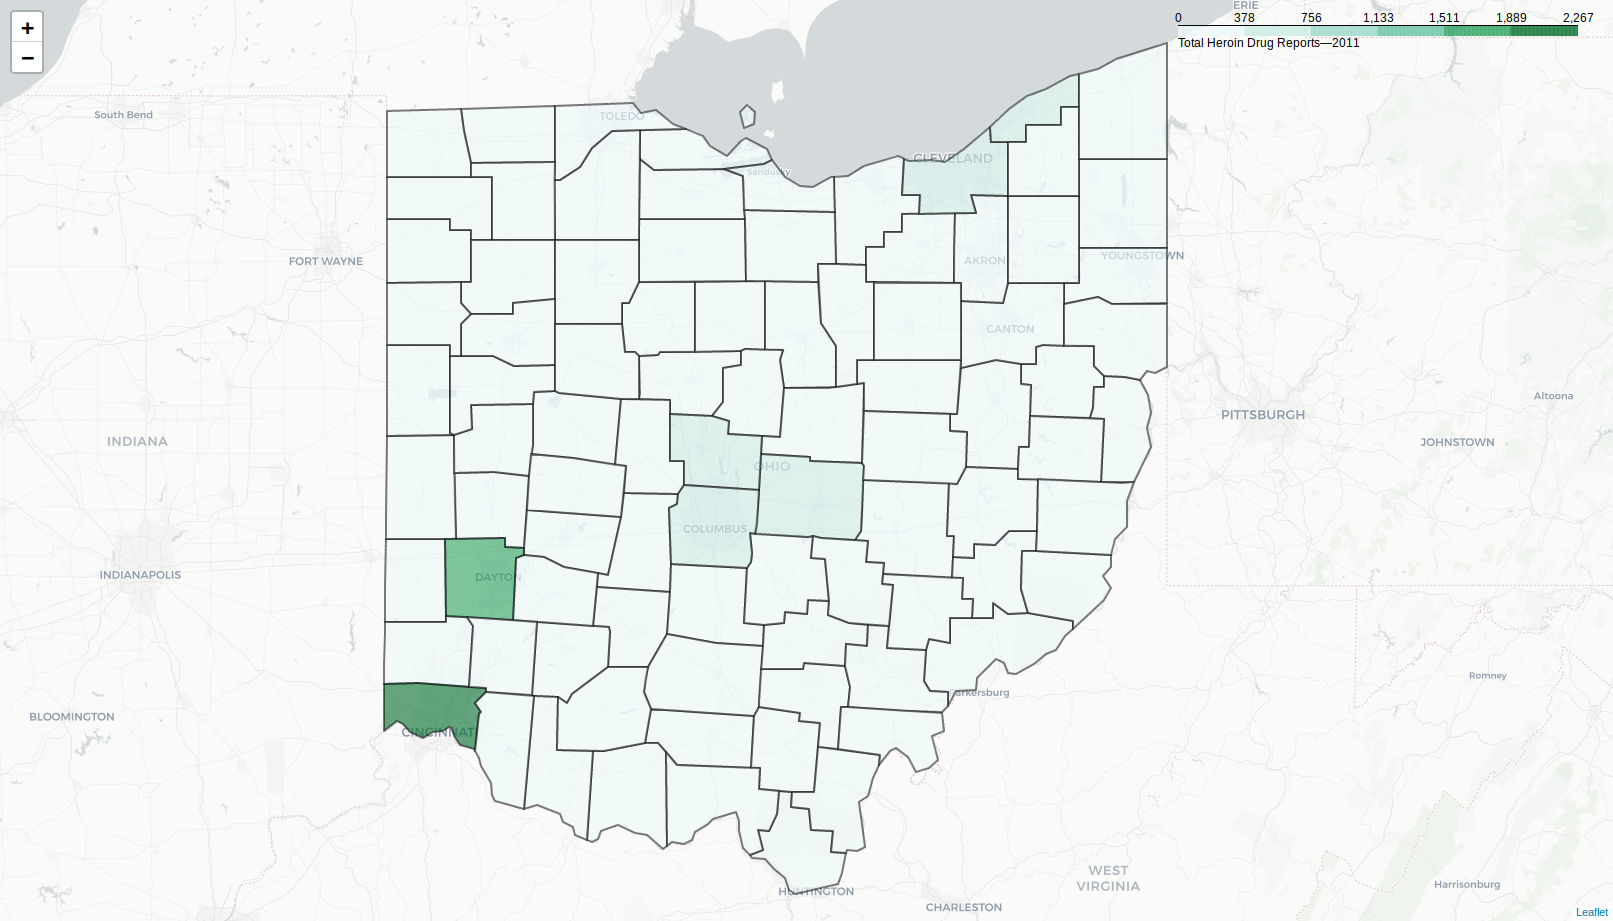 +
−
ERIE
0 378 756 1,133 1,511 1,889 2,267
Total Heroin Drug Reports—2011
South Bend
TOLEDO
CLEVELAND
Sandusky
FORT WAYNE
AKRON
YOUNGSTOWN
CANTON
Altoona
PITTSBURGH
INDIANA
JOHNSTOWN
OHIO
COLUMBUS
INDIANAPOLIS
DAYTON
Romney
arkersburg
BLOOMINGTON
CINCINNAT
WEST
VIRGINIA
Harrisonburg
HUNTINGTON
CHARLESTON
Leaflet